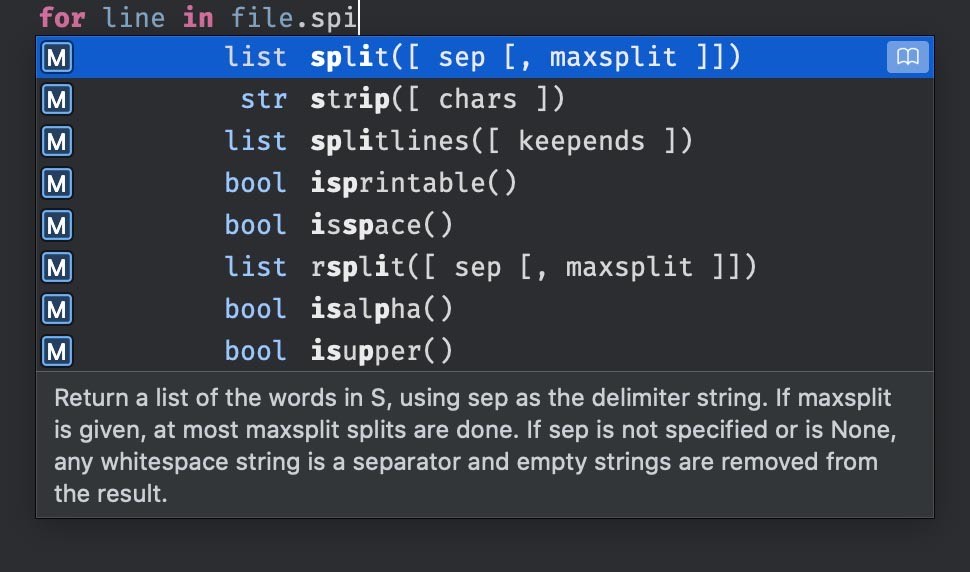 for line in file.spi
M list split([ sep [, maxsplit ]])
M str strip([ chars ])
M list splitlines([ keepends ])
M bool isprintable()
M bool isspace()
M list rsplit([ sep [, maxsplit ]])
M bool isalpha()
M bool isupper()
Return a list of the words in S, using sep as the delimiter string. If maxsplit
is given, at most maxsplit splits are done. If sep is not specified or is None,
any whitespace string is a separator and empty strings are removed from
the result.